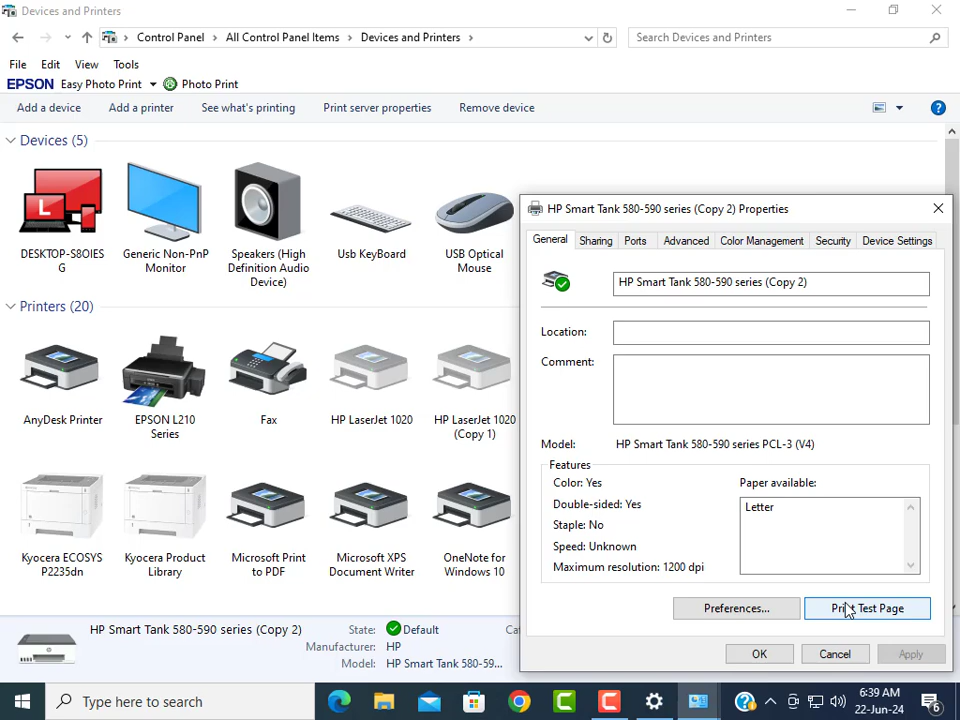 Devices and Printers
Control Panel
All Control Panel Items
Devices and Printers
Search Devices and Printers
File
Edit
View
Tools
EPSON
Easy Photo Print
Photo Print
Add a device
Add a printer
See what's printing
Print server properties
Remove device
Devices (5)
DESKTOP-S8OIES
G
Generic Non-PnP
Monitor
Speakers (High
Definition Audio
Device)
Usb KeyBoard
USB Optical
Mouse
Printers (20)
AnyDesk Printer
EPSON L210
Series
Fax
HP LaserJet 1020
HP LaserJet 1020
(Copy 1)
Kyocera ECOSYS
P2235dn
Kyocera Product
Library
Microsoft Print
to PDF
Microsoft XPS
Document Writer
OneNote for
Windows 10
HP Smart Tank 580-590 series (Copy 2)
State:
Default
Manufacturer:
HP
Model:
HP Smart Tank 580-59...
HP Smart Tank 580-590 series (Copy 2) Properties
General
Sharing
Ports
Advanced
Color Management
Security
Device Settings
HP Smart Tank 580-590 series (Copy 2)
Location:
Comment:
Model:
HP Smart Tank 580-590 series PCL-3 (V4)
Features
Color: Yes
Double-sided: Yes
Staple: No
Speed: Unknown
Maximum resolution: 1200 dpi
Paper available:
Letter
Preferences...
Print Test Page
OK
Cancel
Apply
Type here to search
6:39 AM
22-Jun-24
6